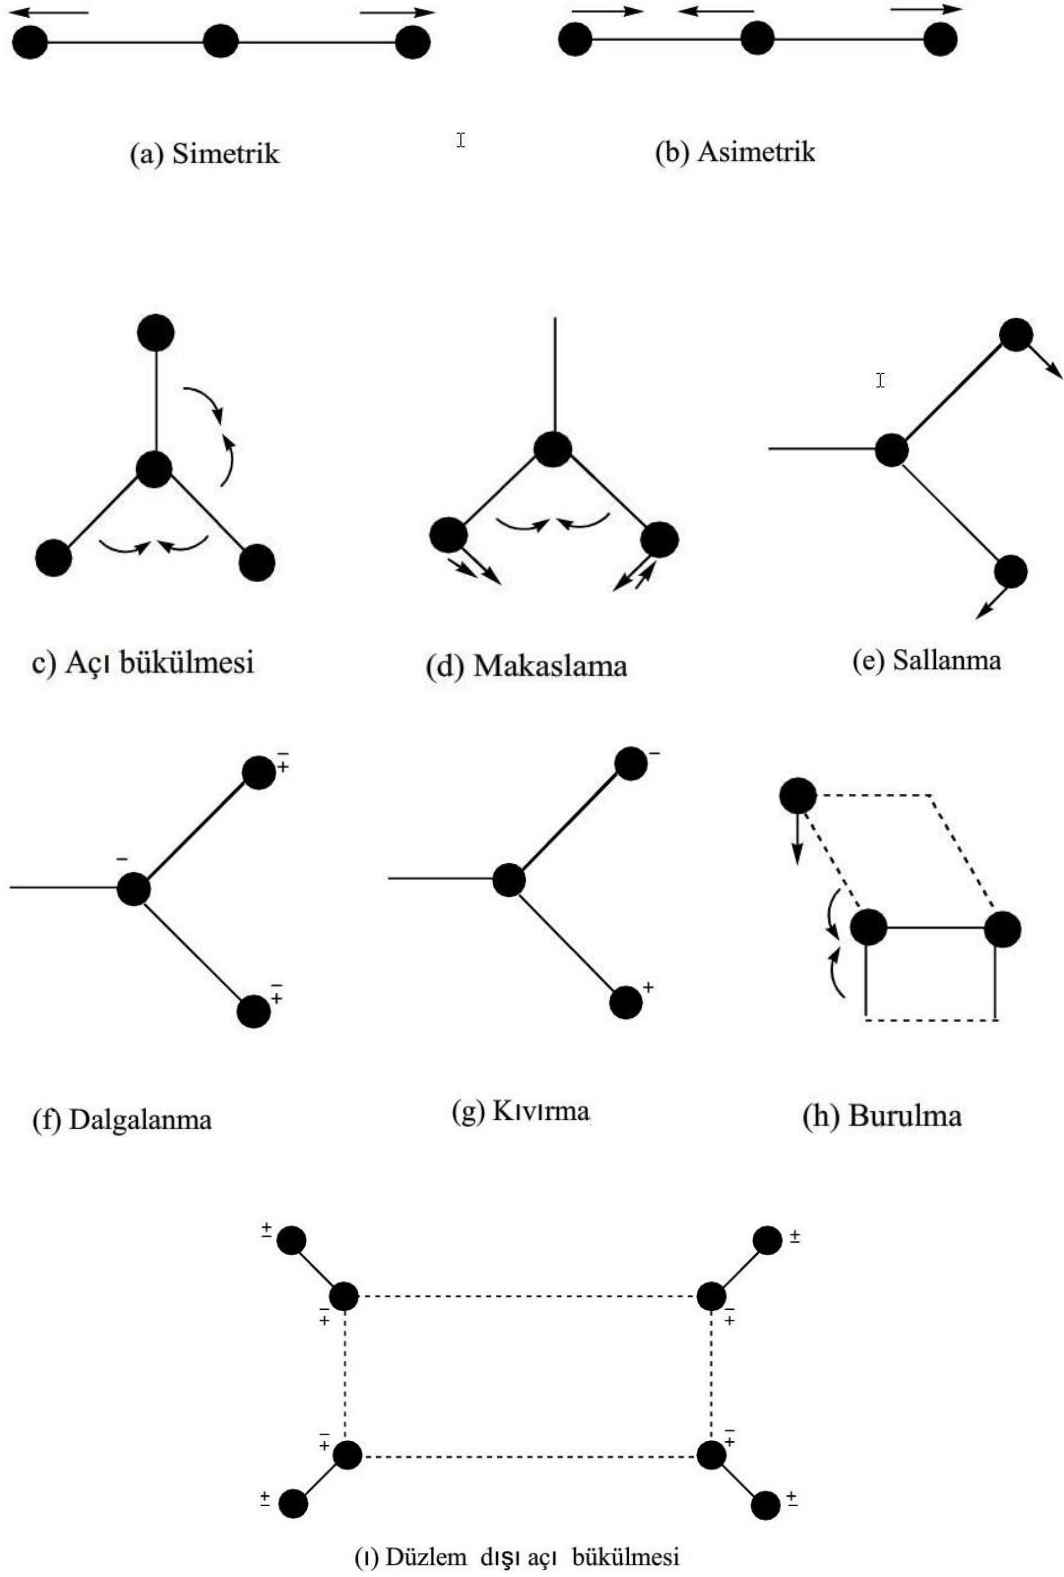 (a) Simetrik
(b) Asimetrik
c) Açı bükülmesi
(d) Makaslama
(e) Sallanma
−
+
−
−
+
−
+
(f) Dalgalanma
(g) Kıvırma
(h) Burulma
±
±
−
+
−
+
−
+
−
+
±
±
(ı) Düzlem dışı açı bükülmesi